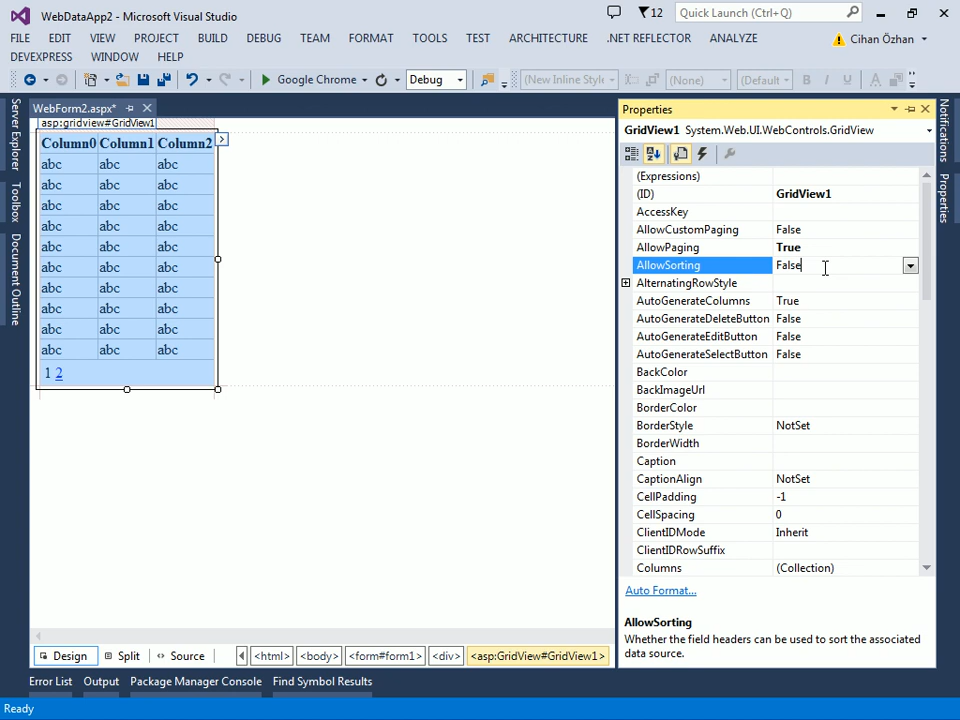 WebDataApp2 - Microsoft Visual Studio
12
Quick Launch (Ctrl+Q)
FILE EDIT VIEW PROJECT BUILD DEBUG TEAM FORMAT TOOLS TEST ARCHITECTURE .NET REFLECTOR ANALYZE
Cihan Özhan
DEVEXPRESS WINDOW HELP
Google Chrome
Debug
(New Inline Style
(None)
(Default
B I U A
Server Explorer
Toolbox
Document Outline
WebForm2.aspx*
asp:gridview#GridView1
Column0 Column1 Column2
abc abc abc
abc abc abc
abc abc abc
abc abc abc
abc abc abc
abc abc abc
abc abc abc
abc abc abc
abc abc abc
abc abc abc
1 2
Properties
GridView1 System.Web.UI.WebControls.GridView
(Expressions)
(ID) GridView1
AccessKey
AllowCustomPaging False
AllowPaging True
AllowSorting False
AlternatingRowStyle
AutoGenerateColumns True
AutoGenerateDeleteButton False
AutoGenerateEditButton False
AutoGenerateSelectButton False
BackColor
BackImageUrl
BorderColor
BorderStyle NotSet
BorderWidth
Caption
CaptionAlign NotSet
CellPadding -1
CellSpacing 0
ClientIDMode Inherit
ClientIDRowSuffix
Columns (Collection)
Auto Format...
AllowSorting
Whether the field headers can be used to sort the associated
data source.
Notifications
Properties
Design Split Source <html> <body> <form#form1> <div> <asp:GridView#GridView1>
Error List Output Package Manager Console Find Symbol Results
Ready